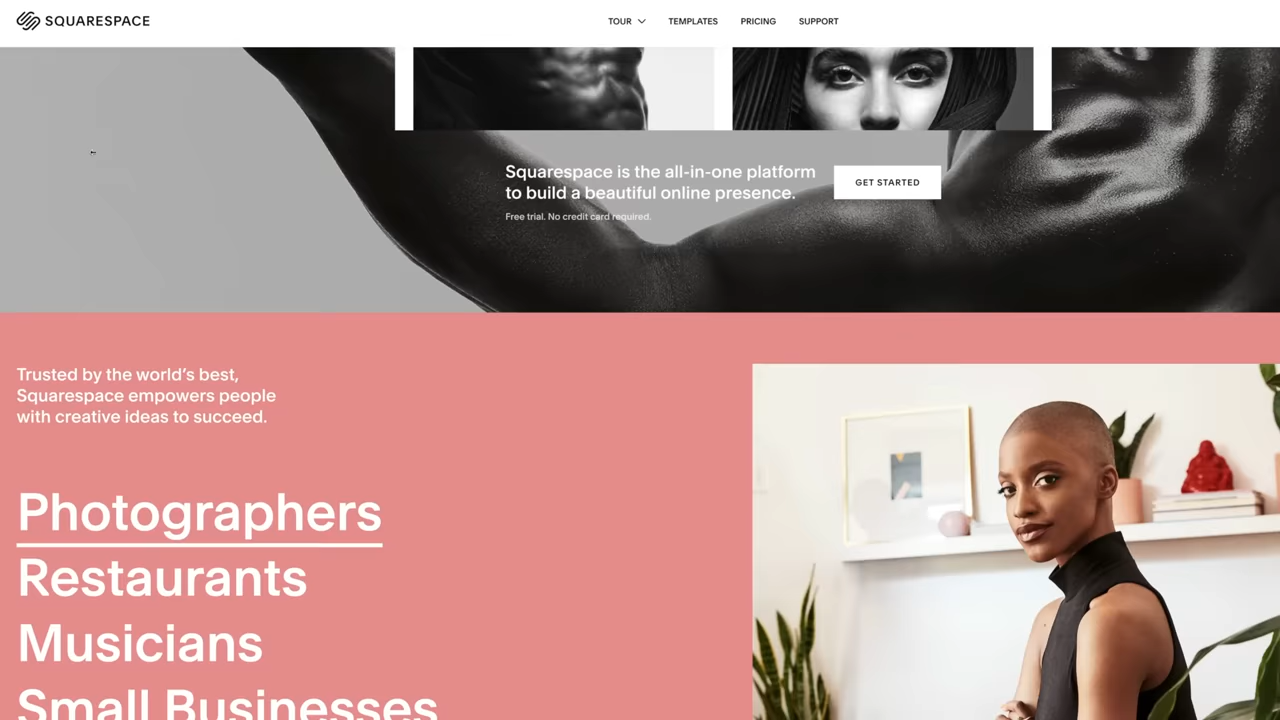 SQUARESPACE
TOUR
TEMPLATES
PRICING
SUPPORT
Squarespace is the all-in-one platform
to build a beautiful online presence.
Free trial. No credit card required.
GET STARTED
Trusted by the world’s best,
Squarespace empowers people
with creative ideas to succeed.
Photographers
Restaurants
Musicians
Small Businesses